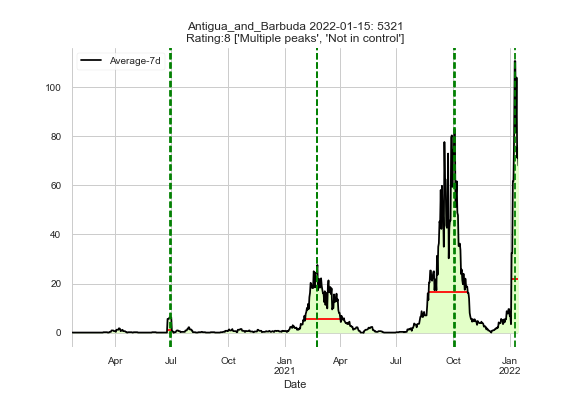 Antigua_and_Barbuda 2022-01-15: 5321
Rating:8 ['Multiple peaks', 'Not in control']
Average-7d
100
80
60
40
20
0
Apr Jul Oct Jan Apr Jul Oct Jan
2021 2022
Date